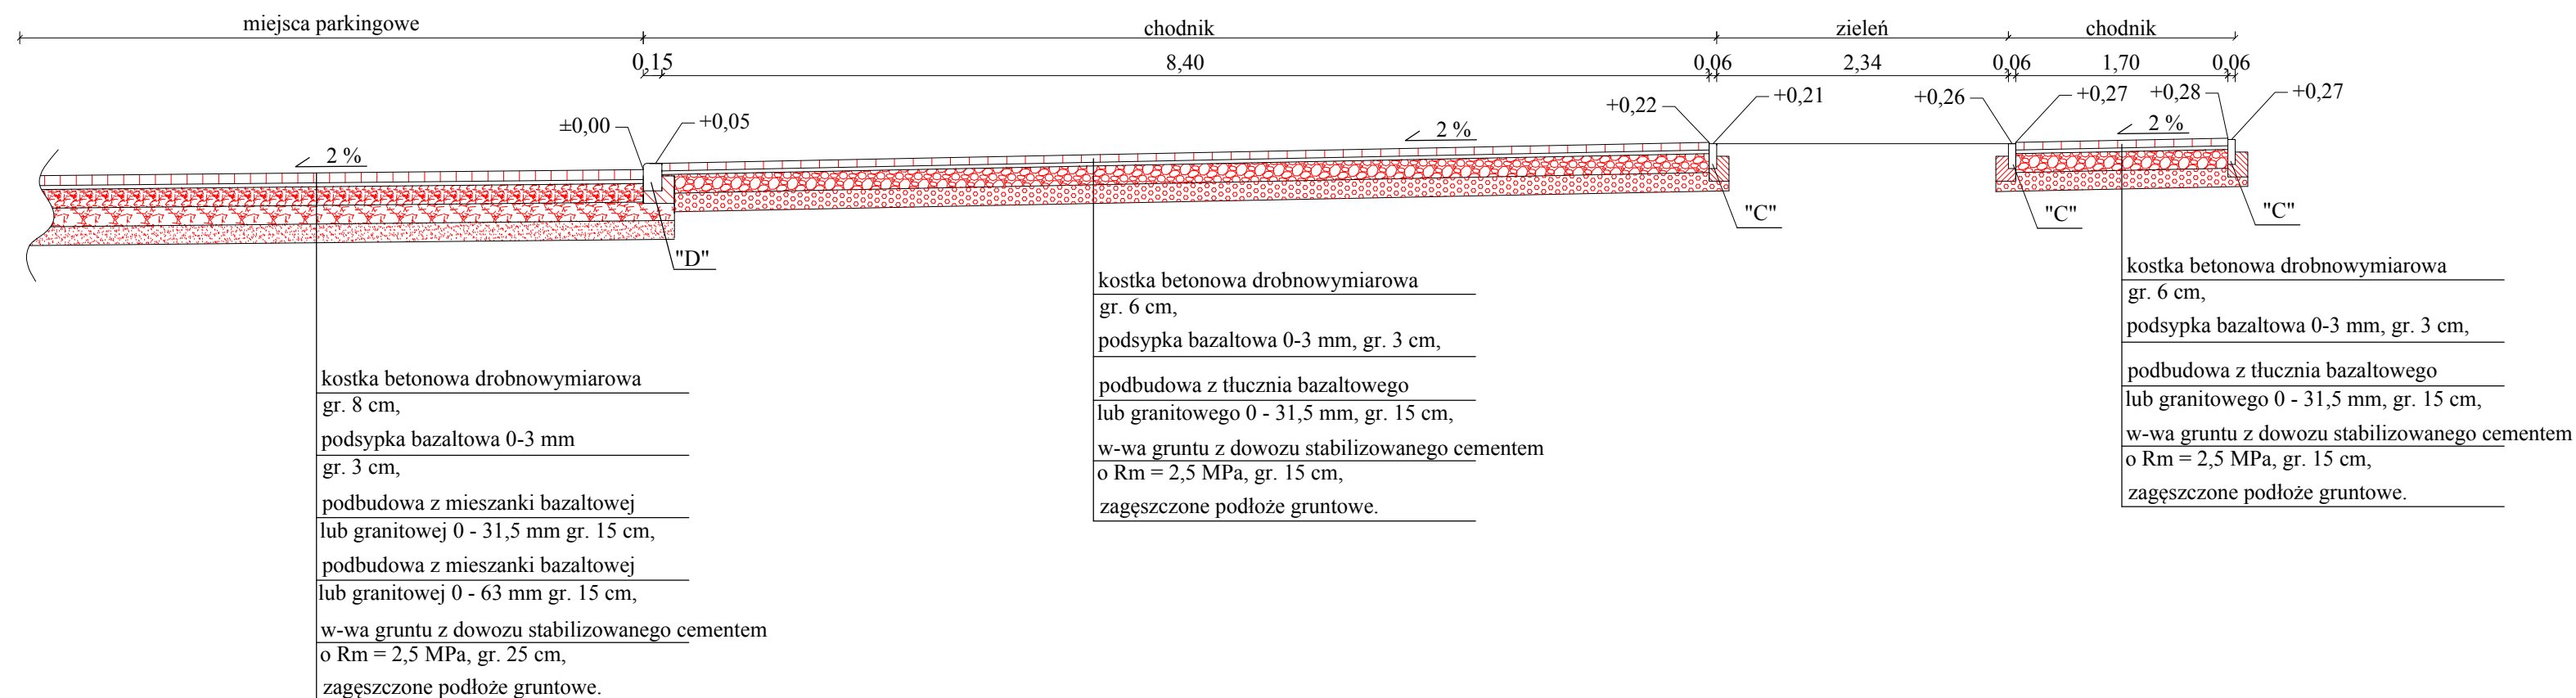 miejsca parkingowe
chodnik
zieleń
chodnik
0,15
8,40
0,06
2,34
0,06
1,70
0,06
±0,00
+0,05
+0,22
+0,21
+0,26
+0,27
+0,28
+0,27
2 %
2 %
2 %
"D"
"C"
"C"
"C"
kostka betonowa drobnowymiarowa
gr. 8 cm,
podsypka bazaltowa 0-3 mm
gr. 3 cm,
podbudowa z mieszanki bazaltowej
lub granitowej 0 - 31,5 mm gr. 15 cm,
podbudowa z mieszanki bazaltowej
lub granitowej 0 - 63 mm gr. 15 cm,
w-wa gruntu z dowozu stabilizowanego cementem
o Rm = 2,5 MPa, gr. 25 cm,
zagęszczone podłoże gruntowe.
kostka betonowa drobnowymiarowa
gr. 6 cm,
podsypka bazaltowa 0-3 mm, gr. 3 cm,
podbudowa z tłucznia bazaltowego
lub granitowego 0 - 31,5 mm, gr. 15 cm,
w-wa gruntu z dowozu stabilizowanego cementem
o Rm = 2,5 MPa, gr. 15 cm,
zagęszczone podłoże gruntowe.
kostka betonowa drobnowymiarowa
gr. 6 cm,
podsypka bazaltowa 0-3 mm, gr. 3 cm,
podbudowa z tłucznia bazaltowego
lub granitowego 0 - 31,5 mm, gr. 15 cm,
w-wa gruntu z dowozu stabilizowanego cementem
o Rm = 2,5 MPa, gr. 15 cm,
zagęszczone podłoże gruntowe.